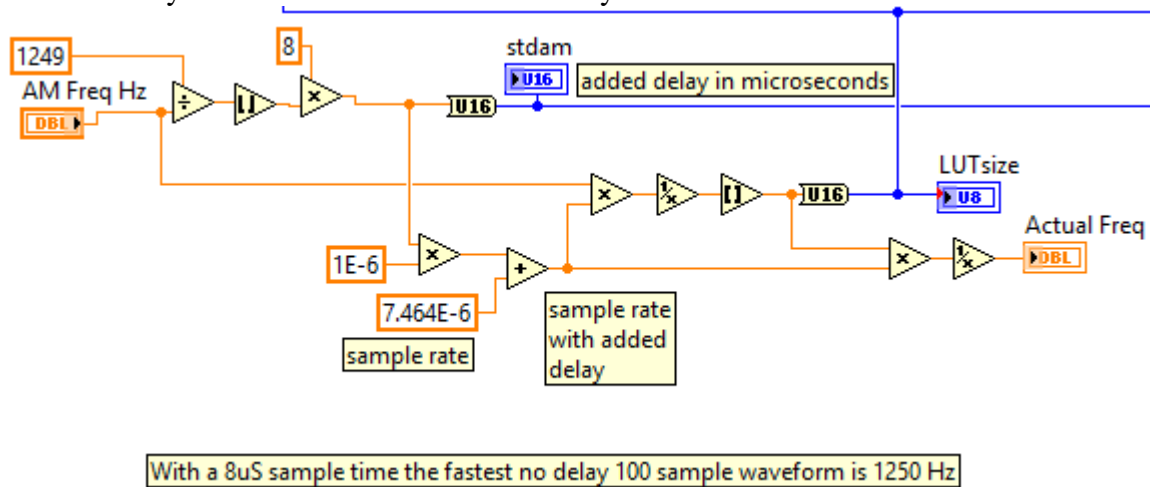 1249
8
stdam
U16
added delay in microseconds
AM Freq Hz
DBL
÷
⌊⌋
x
U16
LUTsize
x
1/x
[]
U16
U8
Actual Freq
1E-6
x
+
x
1/x
DBL
7.464E-6
sample rate
sample rate
with added
delay
With a 8uS sample time the fastest no delay 100 sample waveform is 1250 Hz